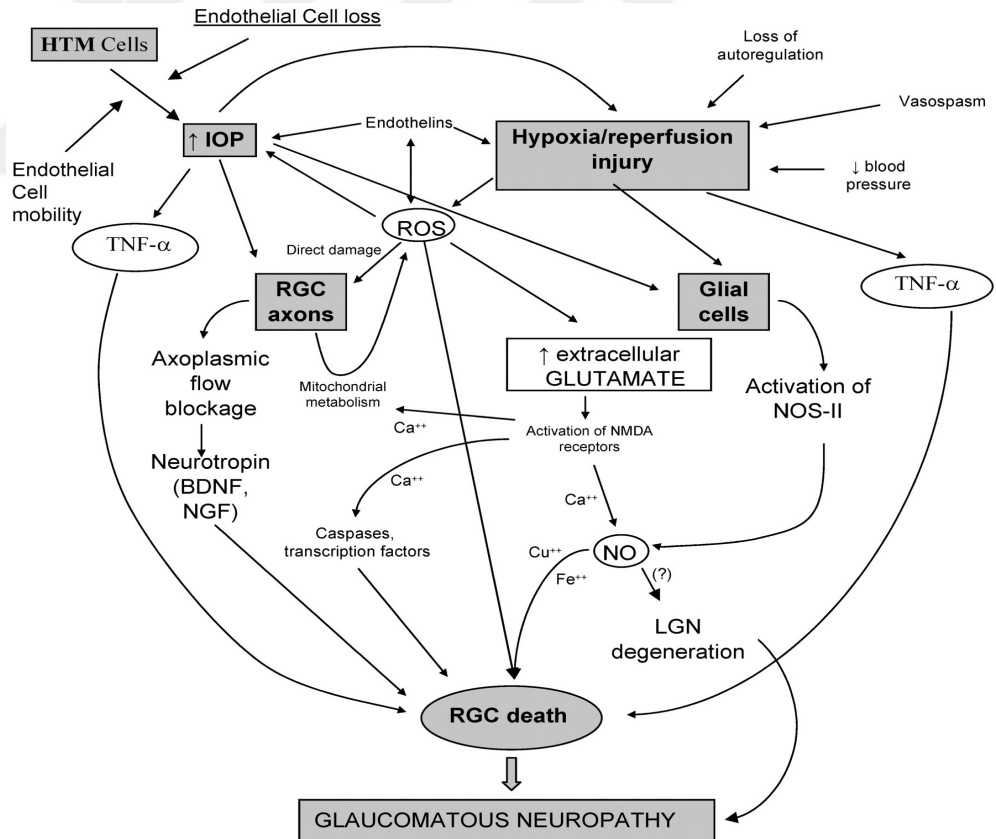 Endothelial Cell loss
HTM Cells
Loss of
autoregulation
Vasospasm
Endothelins
↑ IOP
Hypoxia/reperfusion
injury
Endothelial
Cell
mobility
↓ blood
pressure
TNF-α
ROS
Direct damage
RGC
axons
Glial
cells
TNF-α
↑ extracellular
GLUTAMATE
Axoplasmic
flow
blockage
Mitochondrial
metabolism
Activation of
NOS-II
Ca++
Activation of NMDA
receptors
Neurotropin
(BDNF,
NGF)
Ca++
Ca++
Caspases,
transcription factors
Cu++
NO
Fe++
(?)
LGN
degeneration
RGC death
GLAUCOMATOUS NEUROPATHY